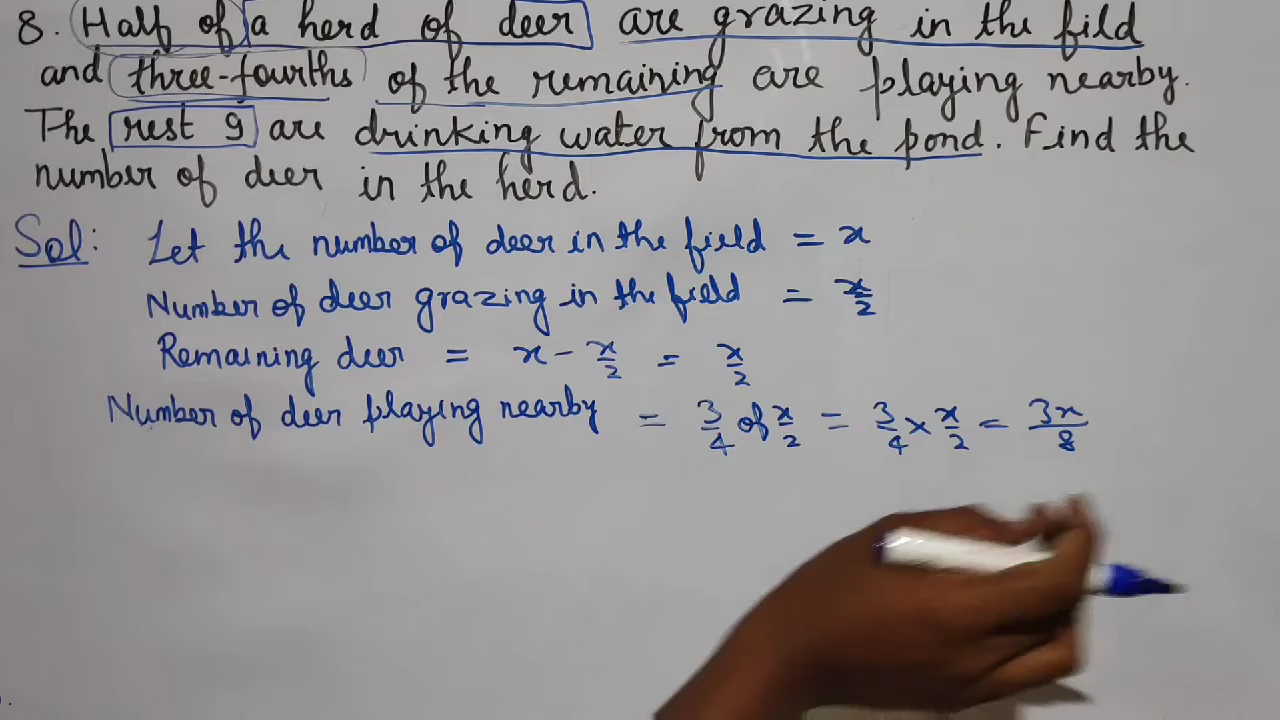 8. Half of a herd of deer are grazing in the fild
and three-fourths of the remaining are playing nearby.
The rest 9 are drinking water from the pond. Find the
number of deer in the herd.
Sol: Let the number of deer in the field = x
Number of deer grazing in the field = x/2
Remaining deer = x - x/2 = x/2
Number of deer playing nearby = 3/4 of x/2 = 3/4 × x/2 = 3x/8